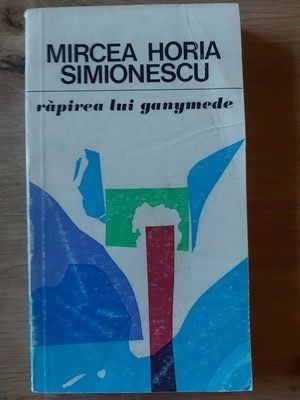 MIRCEA HORIA
SIMIONESCU
răpirea lui ganymede